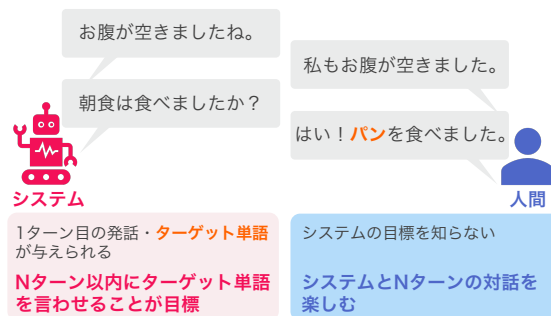 お腹が空きましたね。
私もお腹が空きました。
朝食は食べましたか？
はい！パンを食べました。
システム
人間
1ターン目の発話・ターゲット単語
が与えられる
Nターン以内にターゲット単語
を言わせることが目標
システムの目標を知らない
システムとNターンの対話を
楽しむ